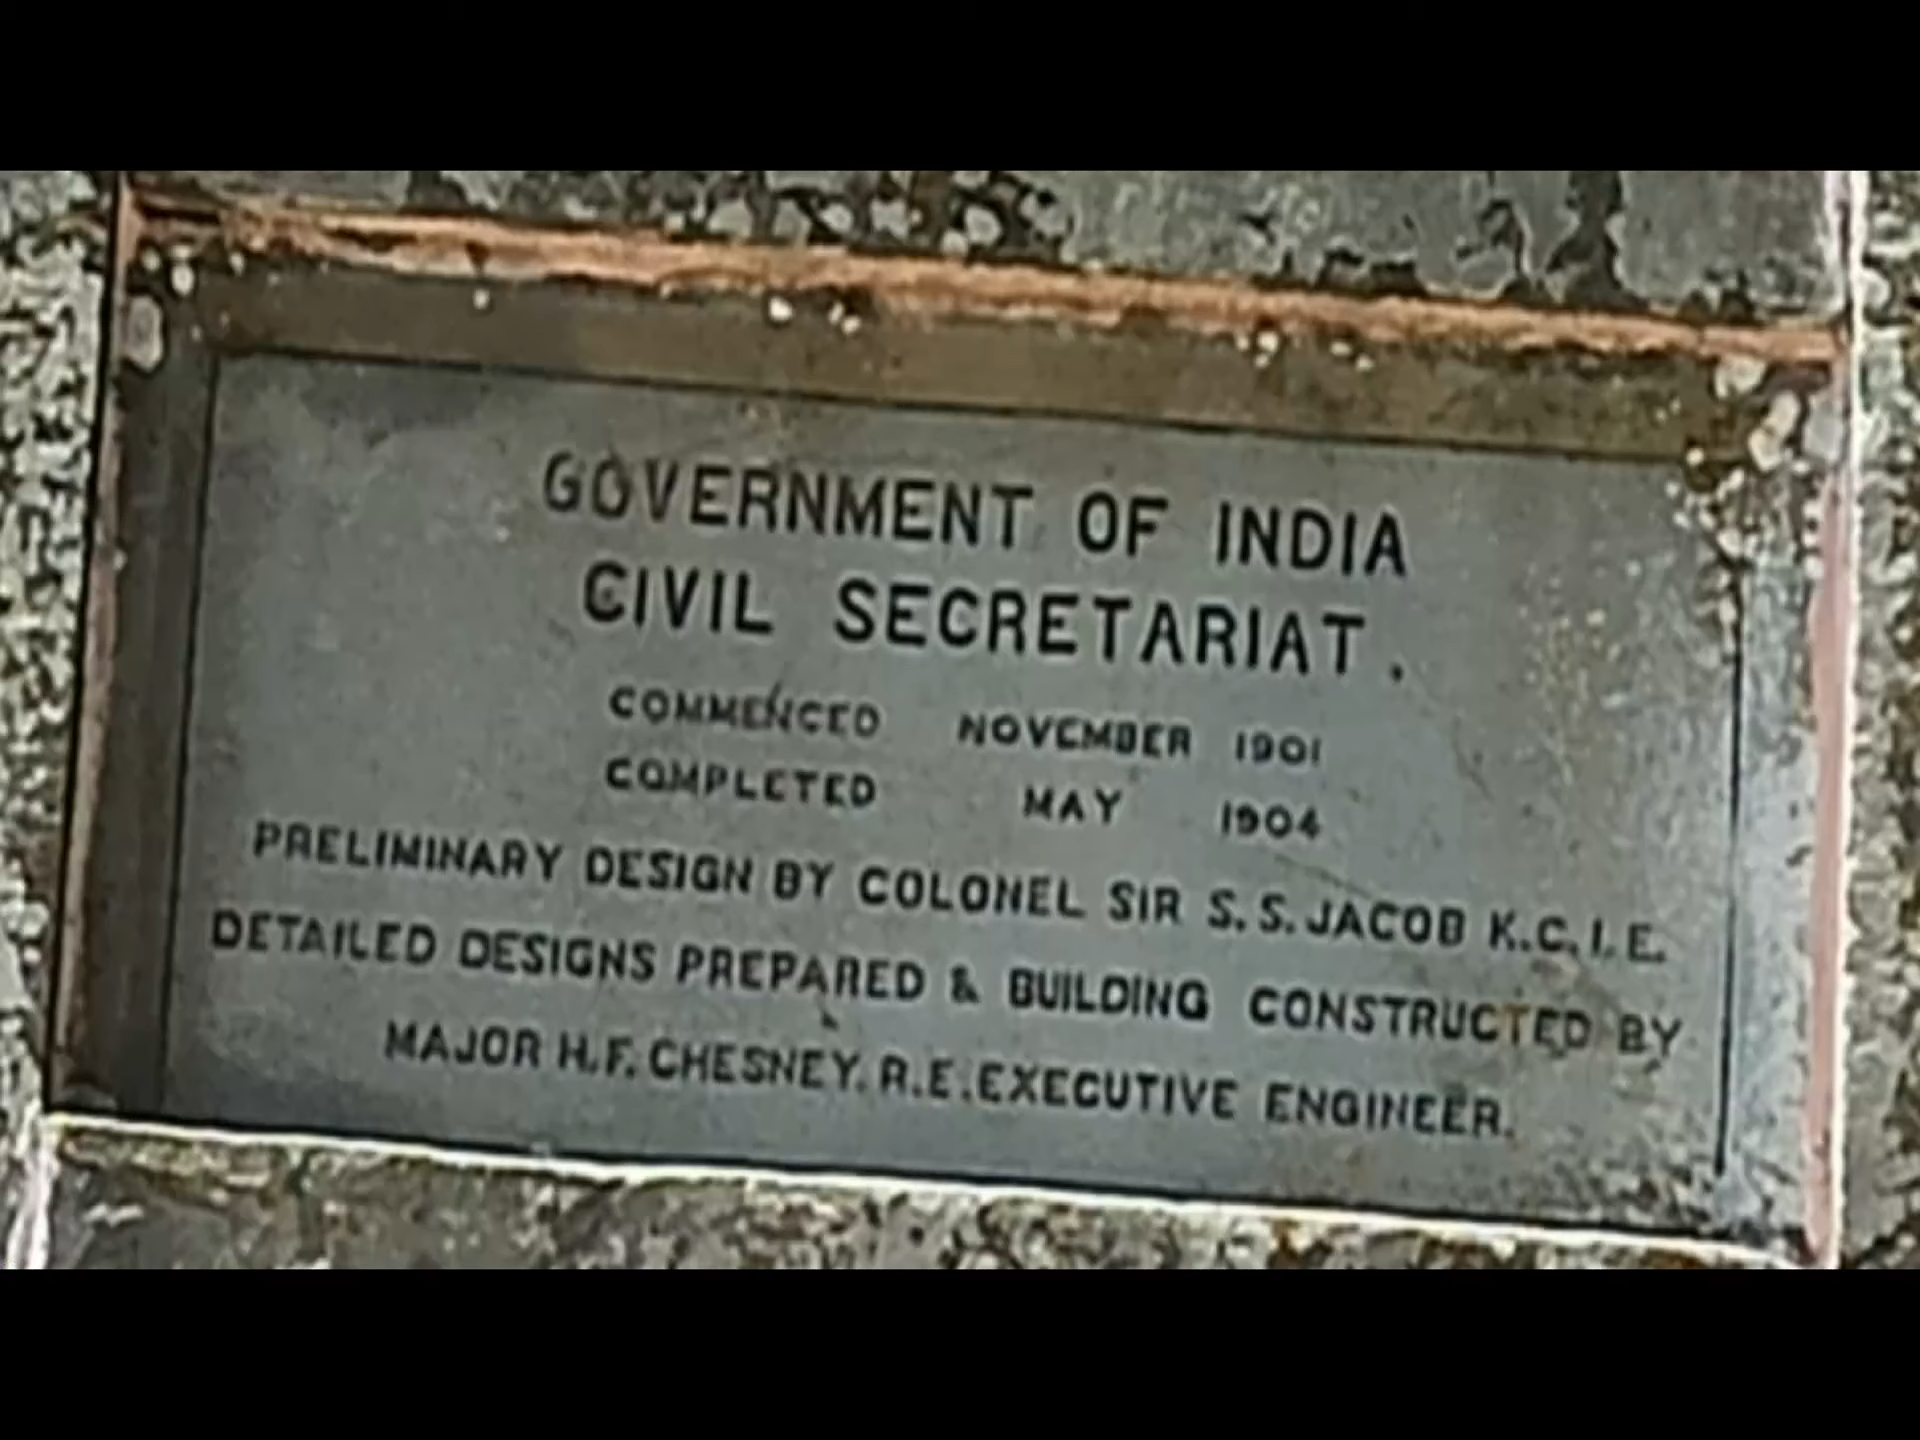 GOVERNMENT OF INDIA
CIVIL SECRETARIAT.
COMMENCED NOVEMBER 1901
COMPLETED MAY 1904
PRELIMINARY DESIGN BY COLONEL SIR S.S. JACOB K.C.I.E.
DETAILED DESIGNS PREPARED & BUILDING CONSTRUCTED BY
MAJOR H.F. CHESNEY. R.E. EXECUTIVE ENGINEER.